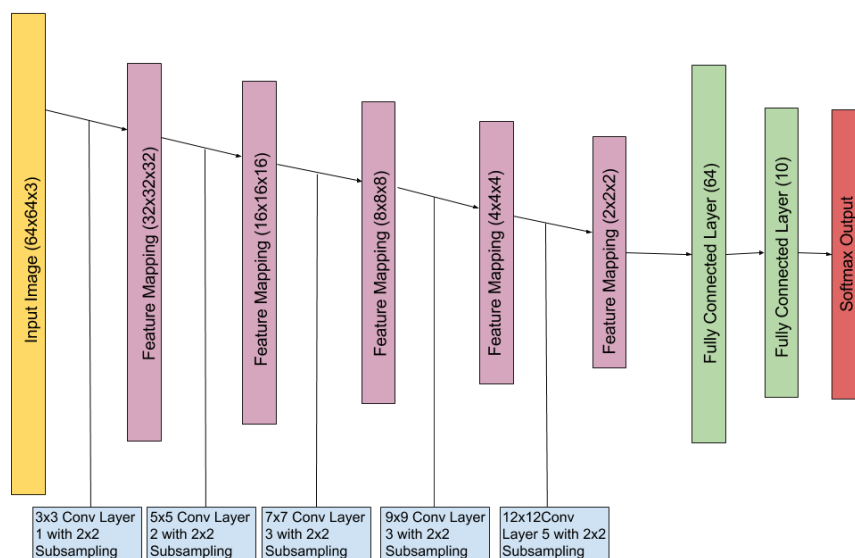 Input Image (64x64x3)
Feature Mapping (32x32x32)
Feature Mapping (16x16x16)
Feature Mapping (8x8x8)
Feature Mapping (4x4x4)
Feature Mapping (2x2x2)
Fully Connected Layer (64)
Fully Connected Layer (10)
Softmax Output
3x3 Conv Layer
1 with 2x2
Subsampling
5x5 Conv Layer
2 with 2x2
Subsampling
7x7 Conv Layer
3 with 2x2
Subsampling
9x9 Conv Layer
3 with 2x2
Subsampling
12x12Conv
Layer 5 with 2x2
Subsampling